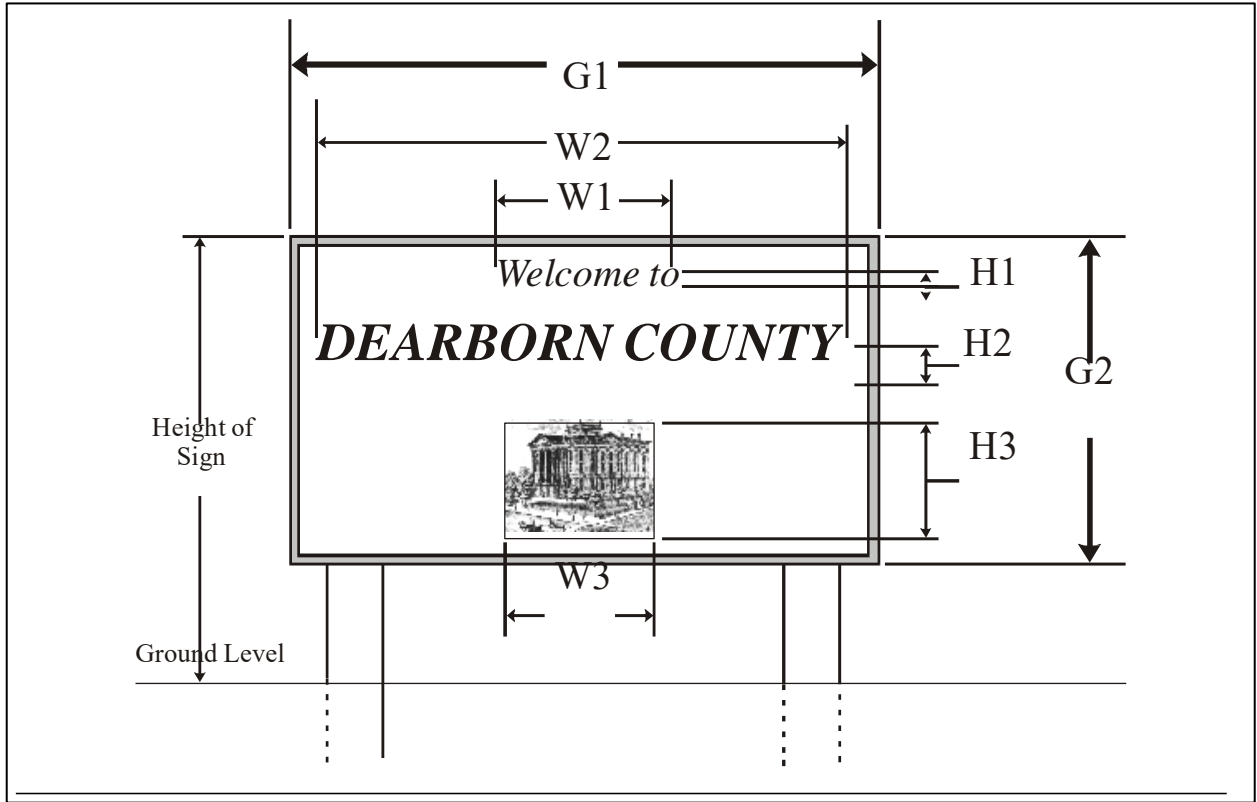 G1
W2
W1
Welcome to
H1
DEARBORN COUNTY
H2
G2
Height of
Sign
H3
W3
Ground Level